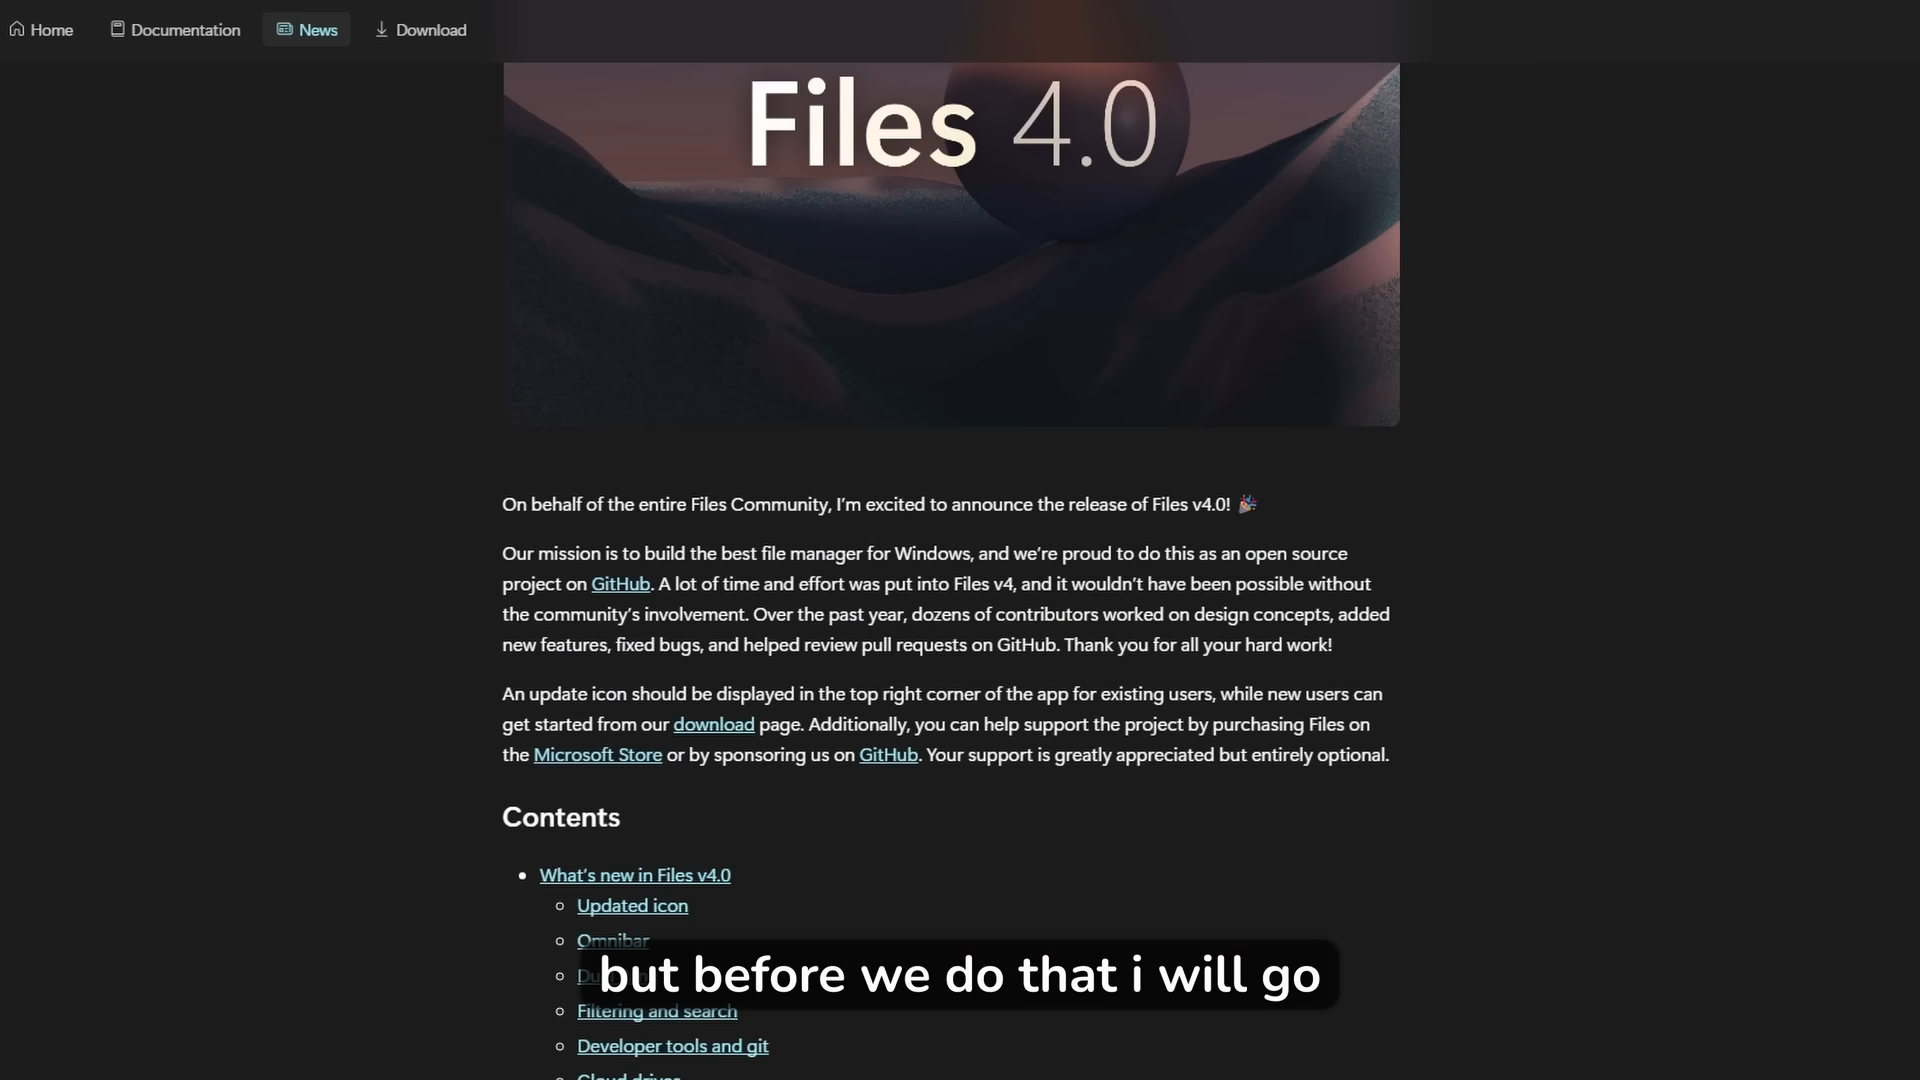 Home
Documentation
News
Download
Files 4.0
On behalf of the entire Files Community, I’m excited to announce the release of Files v4.0! 🎉
Our mission is to build the best file manager for Windows, and we’re proud to do this as an open source
project on GitHub. A lot of time and effort was put into Files v4, and it wouldn’t have been possible without
the community’s involvement. Over the past year, dozens of contributors worked on design concepts, added
new features, fixed bugs, and helped review pull requests on GitHub. Thank you for all your hard work!
An update icon should be displayed in the top right corner of the app for existing users, while new users can
get started from our download page. Additionally, you can help support the project by purchasing Files on
the Microsoft Store or by sponsoring us on GitHub. Your support is greatly appreciated but entirely optional.
Contents
What’s new in Files v4.0
Updated icon
Omnibar
but before we do that i will go
Filtering and search
Developer tools and git
Cloud drives